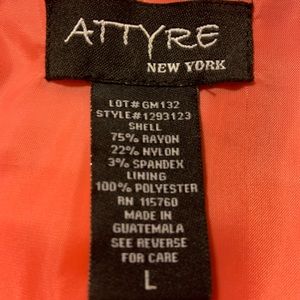 ATTYRE
NEW YORK
LOT# GM132
STYLE#1293123
SHELL
75% RAYON
22% NYLON
3% SPANDEX
LINING
100% POLYESTER
RN 115760
MADE IN
GUATEMALA
SEE REVERSE
FOR CARE
L